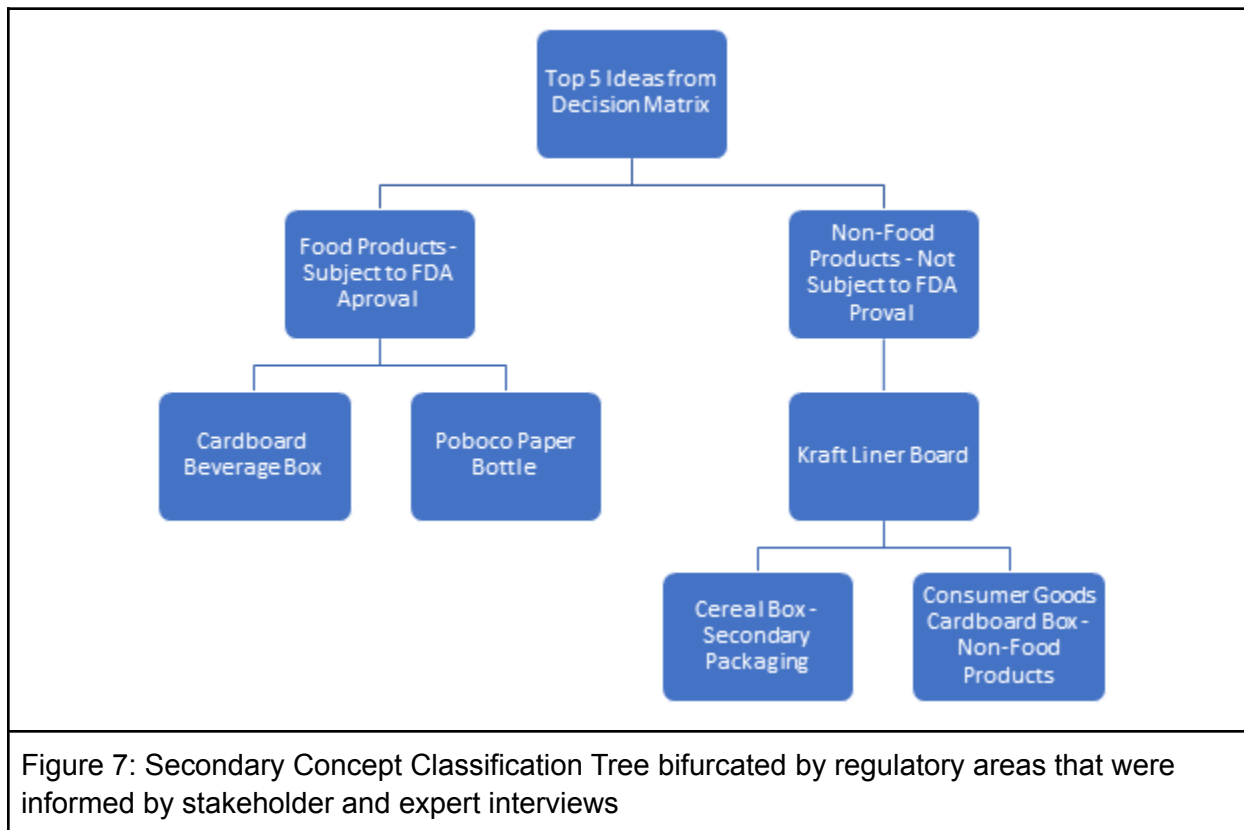 Top 5 Ideas from
Decision Matrix
Food Products -
Subject to FDA
Aproval
Non-Food
Products - Not
Subject to FDA
Proval
Cardboard
Beverage Box
Poboco Paper
Bottle
Kraft Liner Board
Cereal Box -
Secondary
Packaging
Consumer Goods
Cardboard Box -
Non-Food
Products
Figure 7: Secondary Concept Classification Tree bifurcated by regulatory areas that were
informed by stakeholder and expert interviews